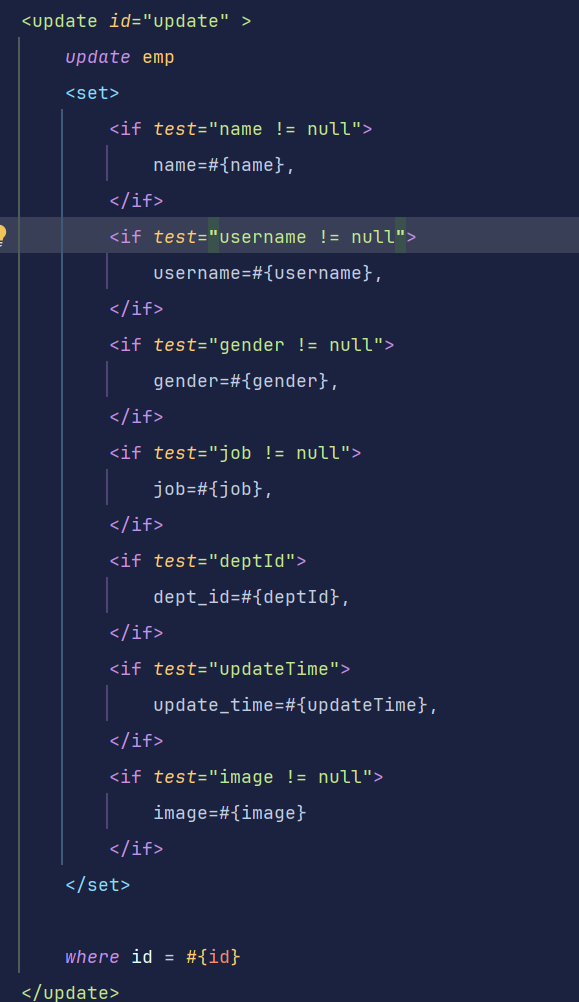 <update id="update" >
update emp
<set>
<if test="name != null">
name=#{name},
</if>
<if test="username != null">
username=#{username},
</if>
<if test="gender != null">
gender=#{gender},
</if>
<if test="job != null">
job=#{job},
</if>
<if test="deptId">
dept_id=#{deptId},
</if>
<if test="updateTime">
update_time=#{updateTime},
</if>
<if test="image != null">
image=#{image}
</if>
</set>
where id = #{id}
</update>